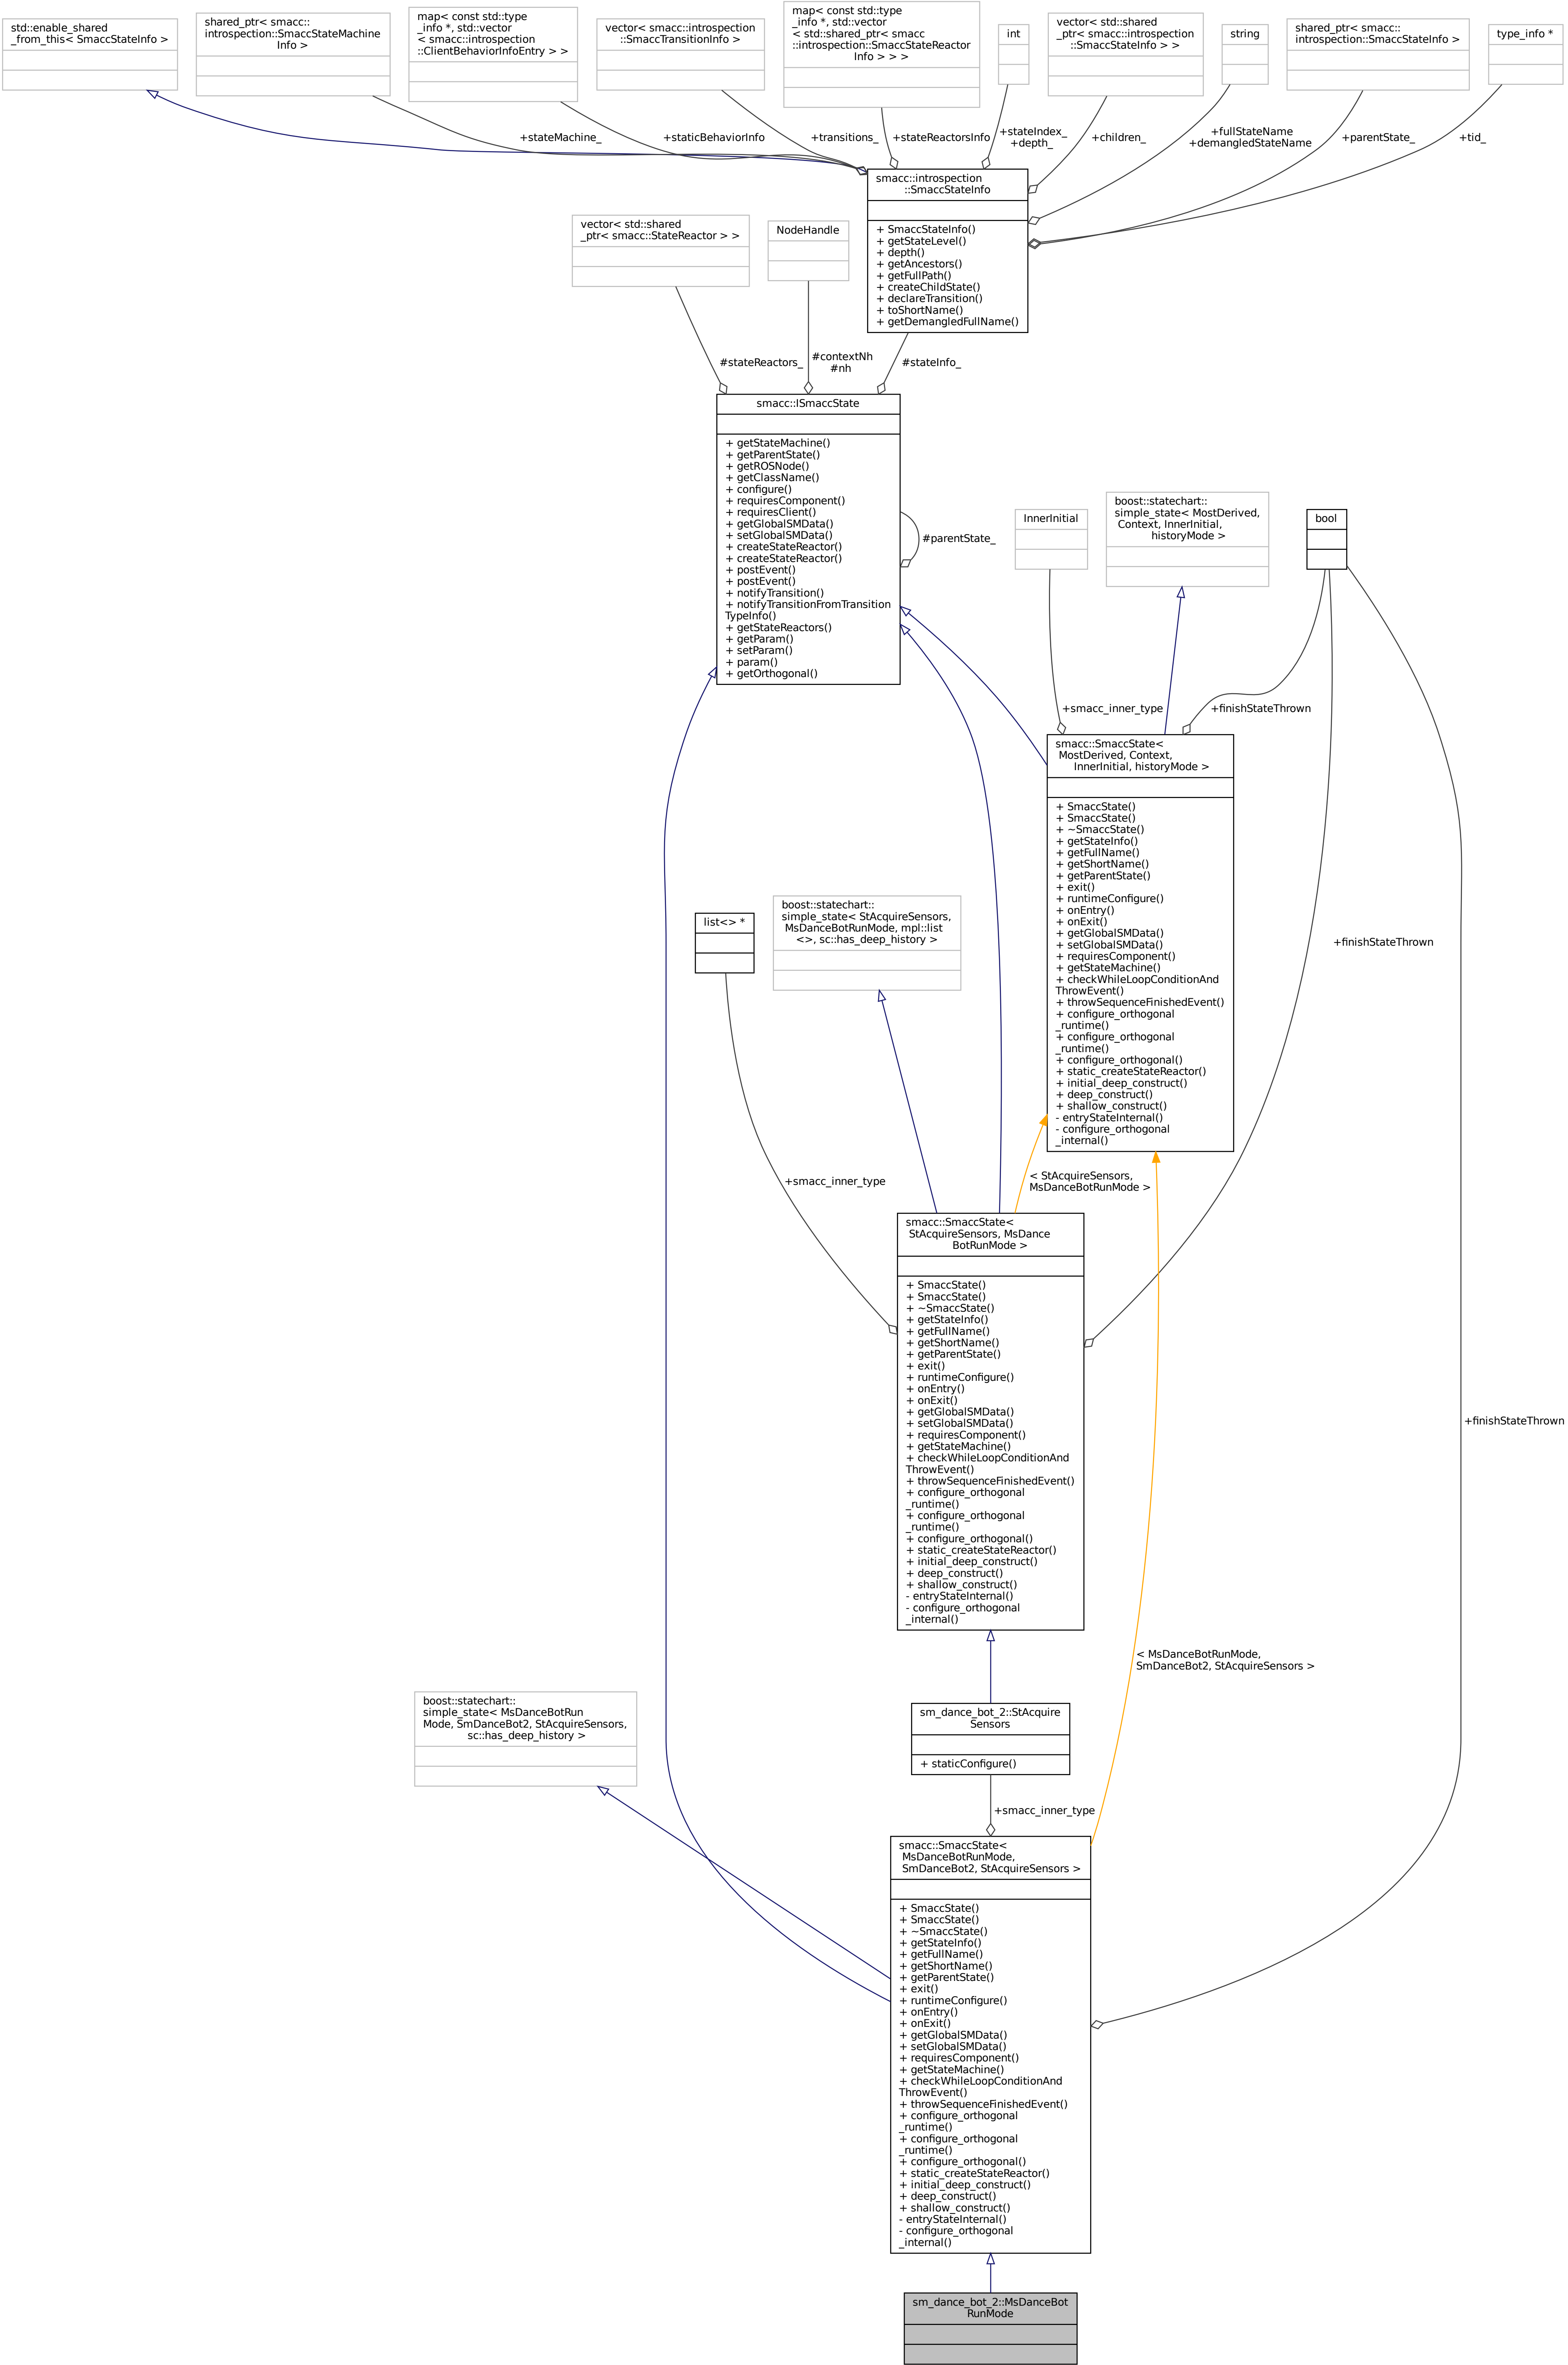 std::enable_shared
_from_this< SmaccStateInfo >
shared_ptr< smacc::
introspection::SmaccStateMachine
Info >
map< const std::type
_info *, std::vector
< smacc::introspection
::ClientBehaviorInfoEntry > >
vector< smacc::introspection
::SmaccTransitionInfo >
map< const std::type
_info *, std::vector
< std::shared_ptr< smacc
::introspection::SmaccStateReactor
Info > > >
int
vector< std::shared
_ptr< smacc::introspection
::SmaccStateInfo > >
string
shared_ptr< smacc::
introspection::SmaccStateInfo >
type_info *
+stateMachine_
+staticBehaviorInfo
+transitions_
+stateReactorsInfo
+stateIndex_
+depth_
+children_
+fullStateName
+demangledStateName
+parentState_
+tid_
smacc::introspection
::SmaccStateInfo
+ SmaccStateInfo()
+ getStateLevel()
+ depth()
+ getAncestors()
+ getFullPath()
+ createChildState()
+ declareTransition()
+ toShortName()
+ getDemangledFullName()
vector< std::shared
_ptr< smacc::StateReactor > >
NodeHandle
#stateReactors_
#contextNh
#nh
#stateInfo_
smacc::ISmaccState
+ getStateMachine()
+ getParentState()
+ getROSNode()
+ getClassName()
+ configure()
+ requiresComponent()
+ requiresClient()
+ getGlobalSMData()
+ setGlobalSMData()
+ createStateReactor()
+ createStateReactor()
+ postEvent()
+ postEvent()
+ notifyTransition()
+ notifyTransitionFromTransition
TypeInfo()
+ getStateReactors()
+ getParam()
+ setParam()
+ param()
+ getOrthogonal()
#parentState_
InnerInitial
boost::statechart::
simple_state< MostDerived,
Context, InnerInitial,
historyMode >
bool
+smacc_inner_type
+finishStateThrown
smacc::SmaccState<
MostDerived, Context,
InnerInitial, historyMode >
+ SmaccState()
+ SmaccState()
+ ~SmaccState()
+ getStateInfo()
+ getFullName()
+ getShortName()
+ getParentState()
+ exit()
+ runtimeConfigure()
+ onEntry()
+ onExit()
+ getGlobalSMData()
+ setGlobalSMData()
+ requiresComponent()
+ getStateMachine()
+ checkWhileLoopConditionAnd
ThrowEvent()
+ throwSequenceFinishedEvent()
+ configure_orthogonal
_runtime()
+ configure_orthogonal
_runtime()
+ configure_orthogonal()
+ static_createStateReactor()
+ initial_deep_construct()
+ deep_construct()
+ shallow_construct()
- entryStateInternal()
- configure_orthogonal
_internal()
list<> *
boost::statechart::
simple_state< StAcquireSensors,
MsDanceBotRunMode, mpl::list
<>, sc::has_deep_history >
+finishStateThrown
+smacc_inner_type
< StAcquireSensors,
MsDanceBotRunMode >
smacc::SmaccState<
StAcquireSensors, MsDance
BotRunMode >
+ SmaccState()
+ SmaccState()
+ ~SmaccState()
+ getStateInfo()
+ getFullName()
+ getShortName()
+ getParentState()
+ exit()
+ runtimeConfigure()
+ onEntry()
+ onExit()
+ getGlobalSMData()
+ setGlobalSMData()
+ requiresComponent()
+ getStateMachine()
+ checkWhileLoopConditionAnd
ThrowEvent()
+ throwSequenceFinishedEvent()
+ configure_orthogonal
_runtime()
+ configure_orthogonal
_runtime()
+ configure_orthogonal()
+ static_createStateReactor()
+ initial_deep_construct()
+ deep_construct()
+ shallow_construct()
- entryStateInternal()
- configure_orthogonal
_internal()
+finishStateThrown
< MsDanceBotRunMode,
SmDanceBot2, StAcquireSensors >
boost::statechart::
simple_state< MsDanceBotRun
Mode, SmDanceBot2, StAcquireSensors,
sc::has_deep_history >
sm_dance_bot_2::StAcquire
Sensors
+ staticConfigure()
+smacc_inner_type
smacc::SmaccState<
MsDanceBotRunMode,
SmDanceBot2, StAcquireSensors >
+ SmaccState()
+ SmaccState()
+ ~SmaccState()
+ getStateInfo()
+ getFullName()
+ getShortName()
+ getParentState()
+ exit()
+ runtimeConfigure()
+ onEntry()
+ onExit()
+ getGlobalSMData()
+ setGlobalSMData()
+ requiresComponent()
+ getStateMachine()
+ checkWhileLoopConditionAnd
ThrowEvent()
+ throwSequenceFinishedEvent()
+ configure_orthogonal
_runtime()
+ configure_orthogonal
_runtime()
+ configure_orthogonal()
+ static_createStateReactor()
+ initial_deep_construct()
+ deep_construct()
+ shallow_construct()
- entryStateInternal()
- configure_orthogonal
_internal()
sm_dance_bot_2::MsDanceBot
RunMode